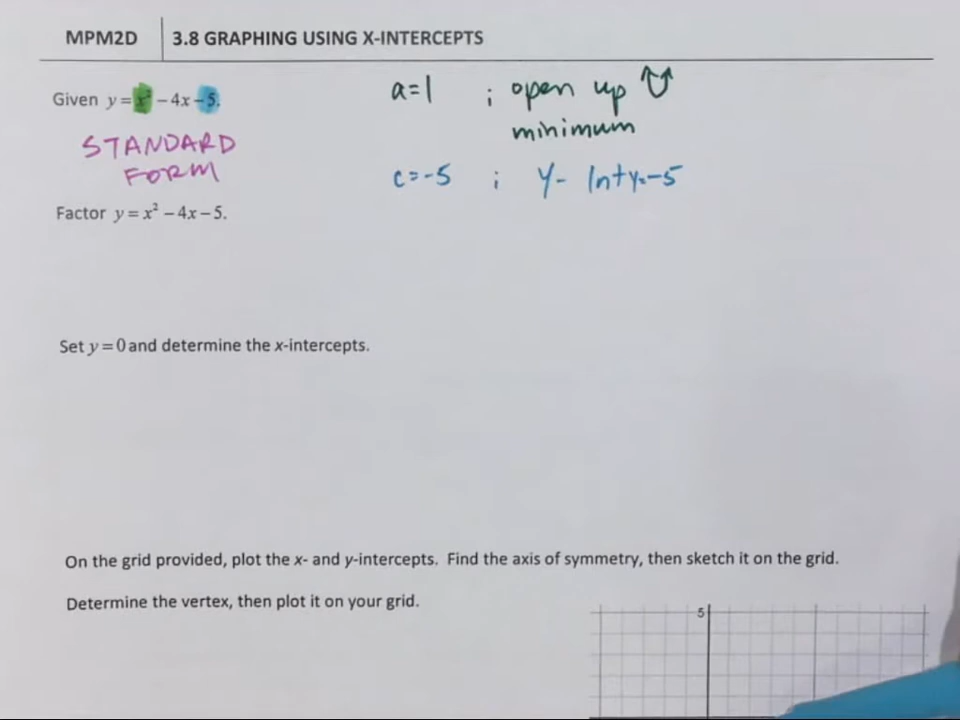 MPM2D 3.8 GRAPHING USING X-INTERCEPTS
Given y = x² − 4x − 5. a=1 ; open up
minimum
STANDARD
FORM
c=-5 ; y- Int y=-5
Factor y = x² − 4x − 5.
Set y = 0 and determine the x-intercepts.
On the grid provided, plot the x- and y-intercepts. Find the axis of symmetry, then sketch it on the grid.
Determine the vertex, then plot it on your grid.
5